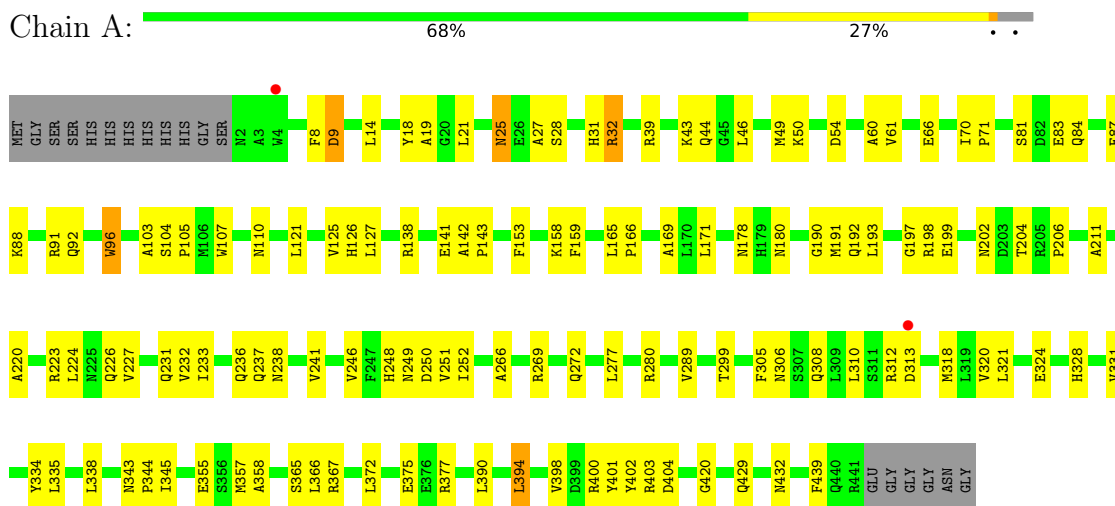 Chain A:
68% 27% • •
MET GLY SER SER HIS HIS HIS HIS HIS HIS GLY SER N2 A3 W4 F8 D9 L14 Y18 A19 G20 L21 N25 E26 A27 S28 H31 R32 R39 K43 Q44 G45 L46 M49 K50 D54 A60 V61 E66 I70 P71 S81 D82 E83 Q84
K88 R91 Q92 W96 A103 S104 P105 M106 W107 N110 L121 V125 H126 L127 R138 E141 A142 P143 F153 K158 F159 L165 P166 A169 L170 L171 N178 H179 N180 G190 M191 Q192 L193 G197 R198 E199 N202 D203 T204 R205 P206 A211
A220 R223 L224 N225 Q226 V227 Q231 V232 I233 Q236 Q237 N238 V241 V246 F247 H248 N249 D250 V251 I252 A266 R269 Q272 L277 R280 V289 T299 F305 N306 S307 Q308 L309 L310 S311 R312 D313 M318 L319 V320 L321 E324 H328
Y334 L335 L338 N343 P344 I345 E355 S356 M357 A358 S365 L366 R367 L372 E375 E376 R377 L390 L394 V398 D399 R400 Y401 Y402 R403 D404 G420 Q429 N432 F439 Q440 R441 GLU GLY GLY GLY ASN GLY